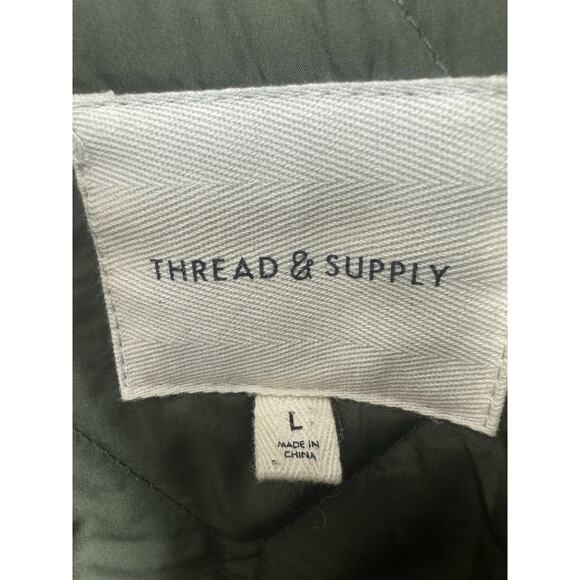 THREAD & SUPPLY
L
MADE IN
CHINA